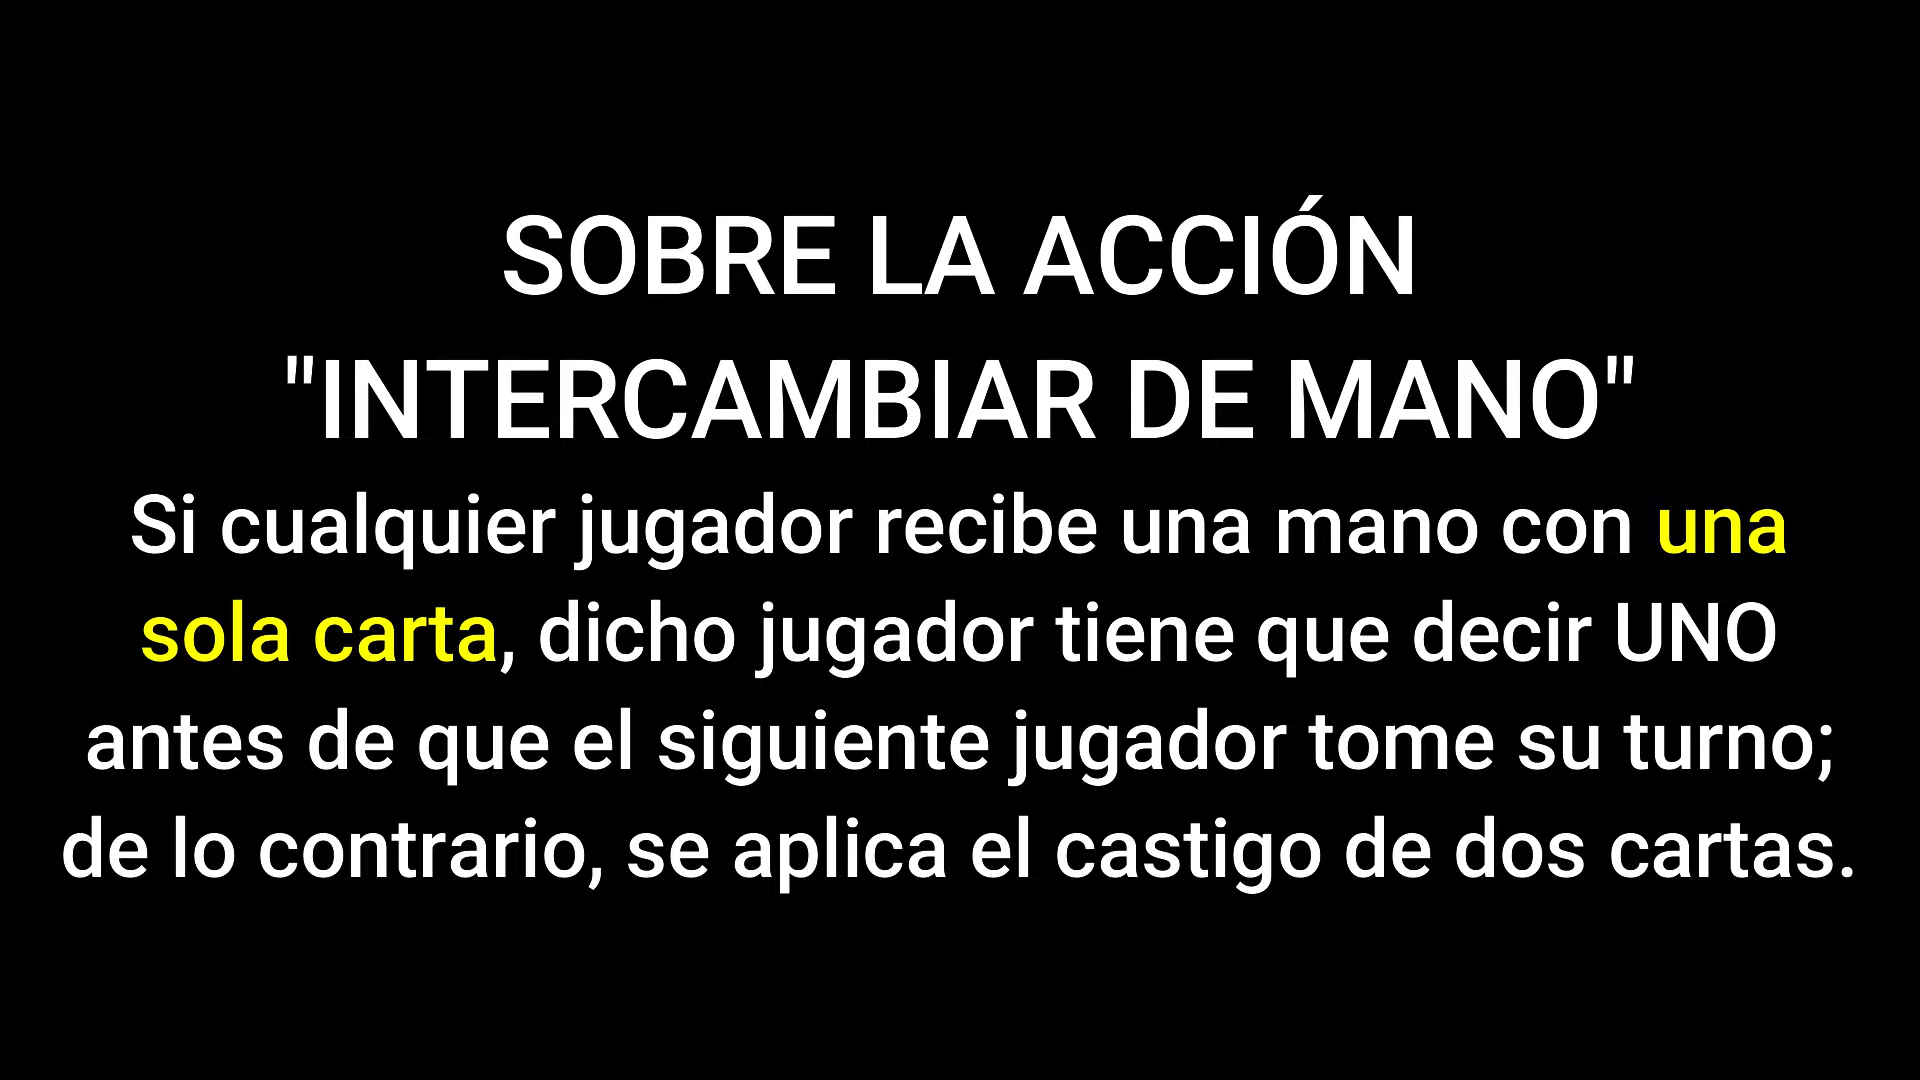 SOBRE LA ACCIÓN
"INTERCAMBIAR DE MANO"
Si cualquier jugador recibe una mano con una
sola carta, dicho jugador tiene que decir UNO
antes de que el siguiente jugador tome su turno;
de lo contrario, se aplica el castigo de dos cartas.